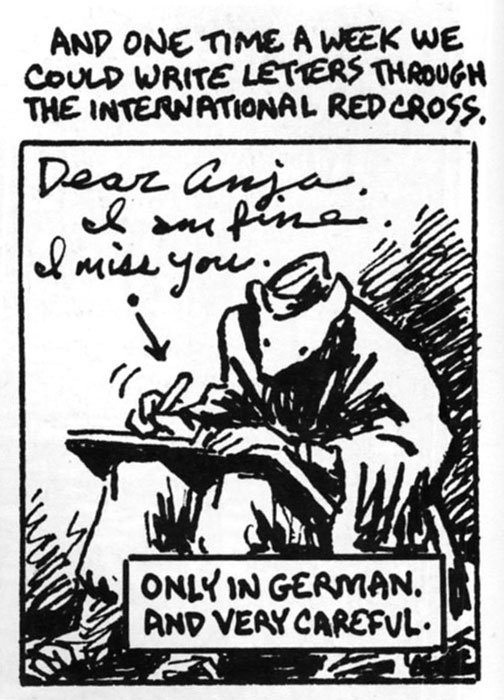 AND ONE TIME A WEEK WE
COULD WRITE LETTERS THROUGH
THE INTERNATIONAL RED CROSS.
Dear Anja.
I am fine.
I miss you.
ONLY IN GERMAN.
AND VERY CAREFUL.